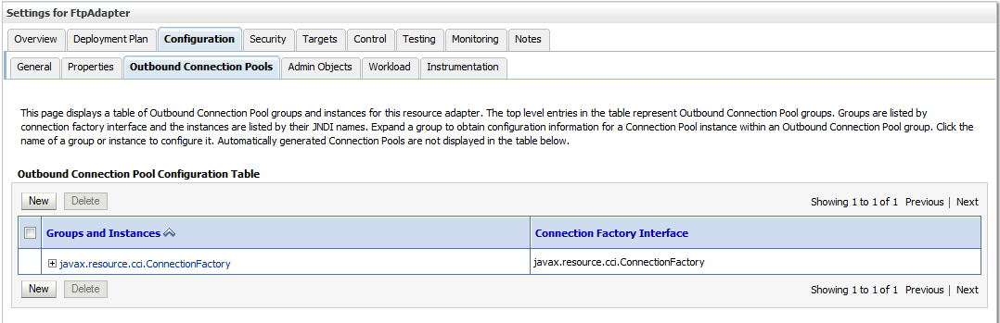 Settings for FtpAdapter
Overview Deployment Plan Configuration Security Targets Control Testing Monitoring Notes
General Properties Outbound Connection Pools Admin Objects Workload Instrumentation
This page displays a table of Outbound Connection Pool groups and instances for this resource adapter. The top level entries in the table represent Outbound Connection Pool groups. Groups are listed by
connection factory interface and the instances are listed by their JNDI names. Expand a group to obtain configuration information for a Connection Pool instance within an Outbound Connection Pool group. Click the
name of a group or instance to configure it. Automatically generated Connection Pools are not displayed in the table below.
Outbound Connection Pool Configuration Table
New Delete Showing 1 to 1 of 1 Previous | Next
Groups and Instances Connection Factory Interface
javax.resource.cci.ConnectionFactory javax.resource.cci.ConnectionFactory
New Delete Showing 1 to 1 of 1 Previous | Next